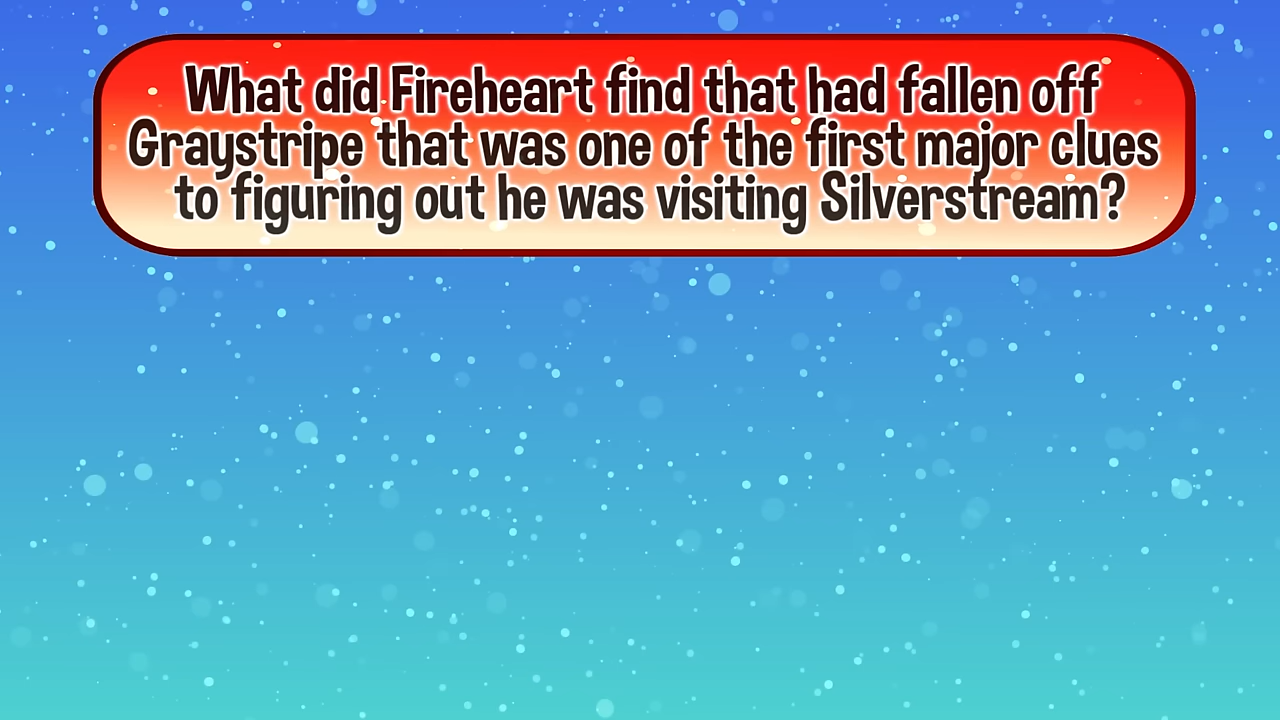 What did Fireheart find that had fallen off
Graystripe that was one of the first major clues
to figuring out he was visiting Silverstream?